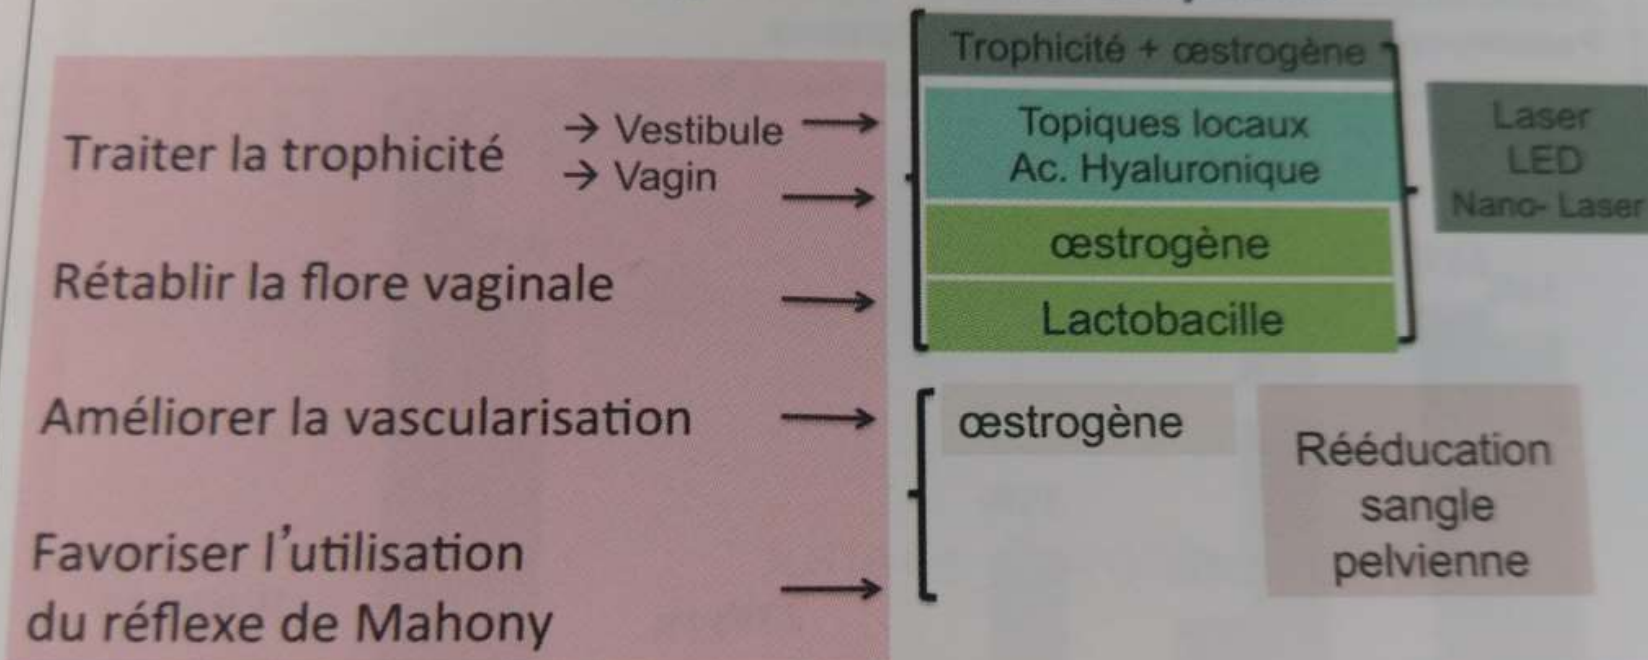 Trophicité + œstrogène
Traiter la trophicité → Vestibule →
→ Vagin →
Topiques locaux
Ac. Hyaluronique
Laser
LED
Nano- Laser
œstrogène
Rétablir la flore vaginale →
Lactobacille
Améliorer la vascularisation →
œstrogène
Rééducation
sangle
pelvienne
Favoriser l'utilisation
du réflexe de Mahony →